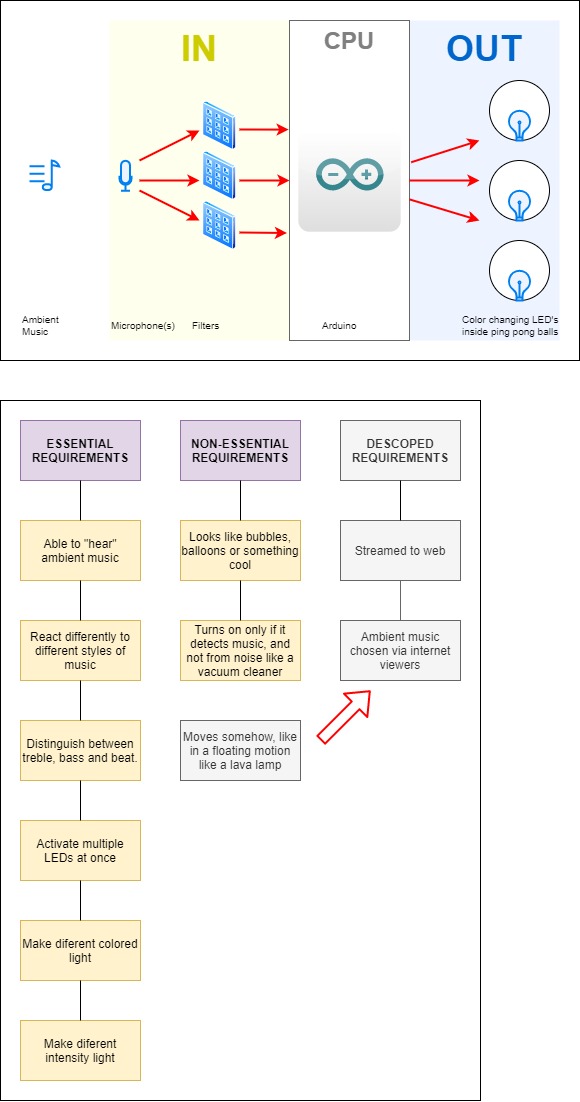 IN
CPU
OUT
Ambient
Music
Microphone(s)
Filters
Arduino
Color changing LED's
inside ping pong balls
ESSENTIAL
REQUIREMENTS
Able to "hear"
ambient music
React differently to
different styles of
music
Distinguish between
treble, bass and beat.
Activate multiple
LEDs at once
Make diferent colored
light
Make diferent
intensity light
NON-ESSENTIAL
REQUIREMENTS
Looks like bubbles,
balloons or something
cool
Turns on only if it
detects music, and
not from noise like a
vacuum cleaner
Moves somehow, like
in a floating motion
like a lava lamp
DESCOPED
REQUIREMENTS
Streamed to web
Ambient music
chosen via internet
viewers